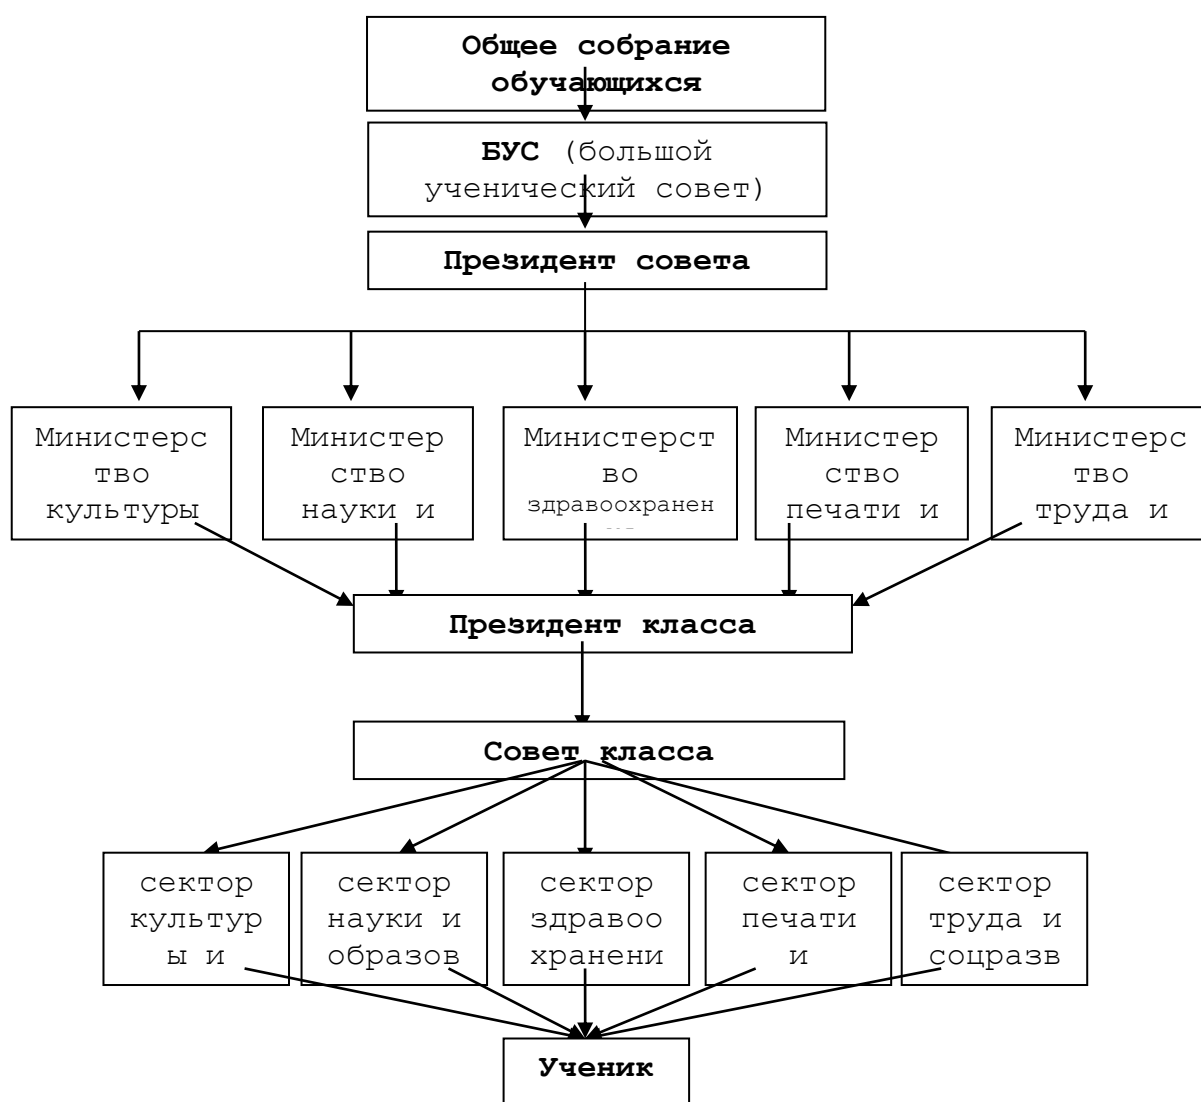 Общее собрание
обучающихся
БУС (большой
ученический совет)
Президент совета
Министерс
тво
культуры
Министер
ство
науки и
Министерст
во
здравоохранен
Министер
ство
печати и
Министерс
тво
труда и
Президент класса
Совет класса
сектор
культур
ы и
сектор
науки и
образов
сектор
здравоо
хранени
сектор
печати
и
сектор
труда и
соцразв
Ученик